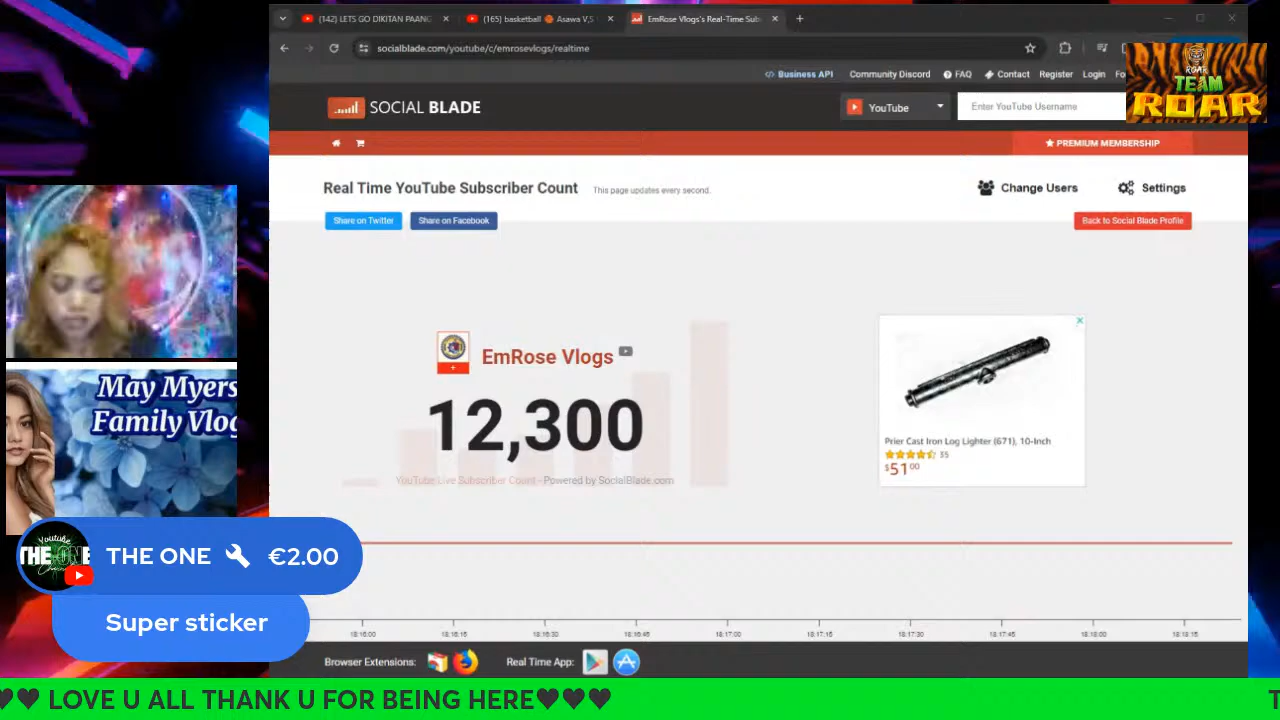 (142) LETS GO DIKITAN PAANG
(165) basketball 🏀 Asawa V,S
EmRose Vlogs's Real-Time Sub
socialblade.com/youtube/c/emrosevlogs/realtime
</> Business API Community Discord FAQ Contact Register Login Fo
SOCIAL BLADE
YouTube
Enter YouTube Username
ROAR
TEAM
ROAR
PREMIUM MEMBERSHIP
Real Time YouTube Subscriber Count
This page updates every second.
Change Users
Settings
Share on Twitter
Share on Facebook
Back to Social Blade Profile
EmRose Vlogs
12,300
YouTube Live Subscriber Count - Powered by SocialBlade.com
Prier Cast Iron Log Lighter (671), 10-Inch
35
$5100
May Myers
Family Vlog
Youtube
THE ONE
THE ONE €2.00
Super sticker
18:16:00 18:16:15 18:16:30 18:16:45 18:17:00 18:17:15 18:17:30 18:17:45 18:18:00 18:18:15
Browser Extensions:
Real Time App:
♥♥ LOVE U ALL THANK U FOR BEING HERE♥♥♥ T